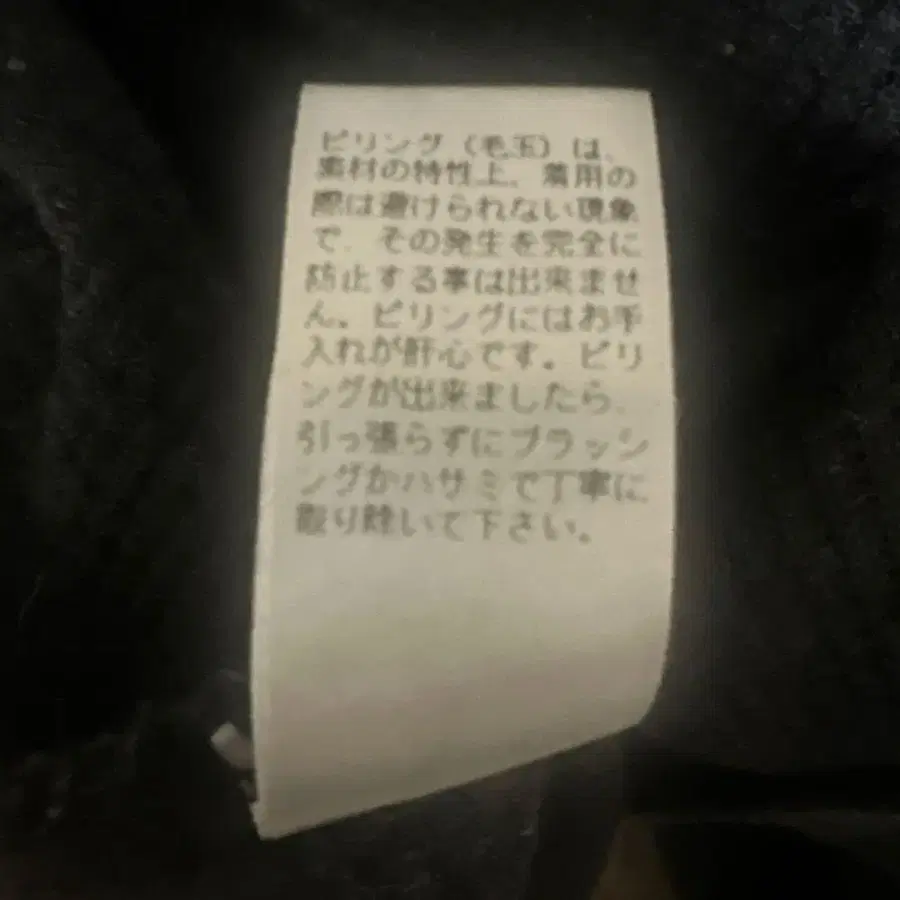 ピリング（毛玉）は、
素材の特性上、着用の
際は避けられない現象
で、その発生を完全に
防止する事は出来ませ
ん。ピリングにはお手
入れが肝心です。ピリ
ングが出来ましたら、
引っ張らずにブラッシ
ングかハサミで丁寧に
取り除いて下さい。